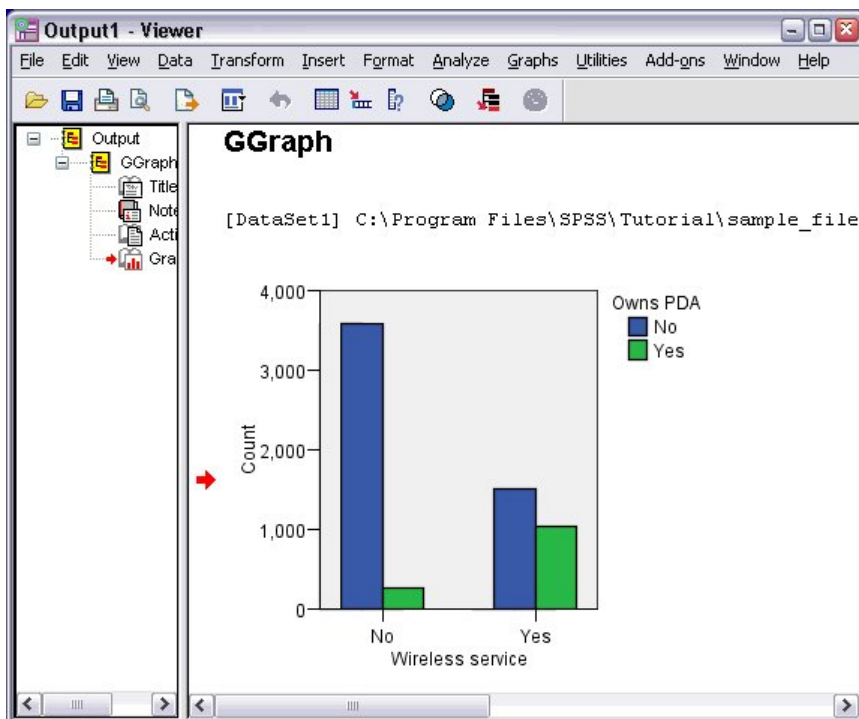 Output1 - Viewer
File Edit View Data Transform Insert Format Analyze Graphs Utilities Add-ons Window Help
Output
GGraph
Title
Note
Acti
Gra
GGraph
[DataSet1] C:\Program Files\SPSS\Tutorial\sample_file
4,000
3,000
2,000
1,000
0
Count
No
Yes
Wireless service
Owns PDA
No
Yes